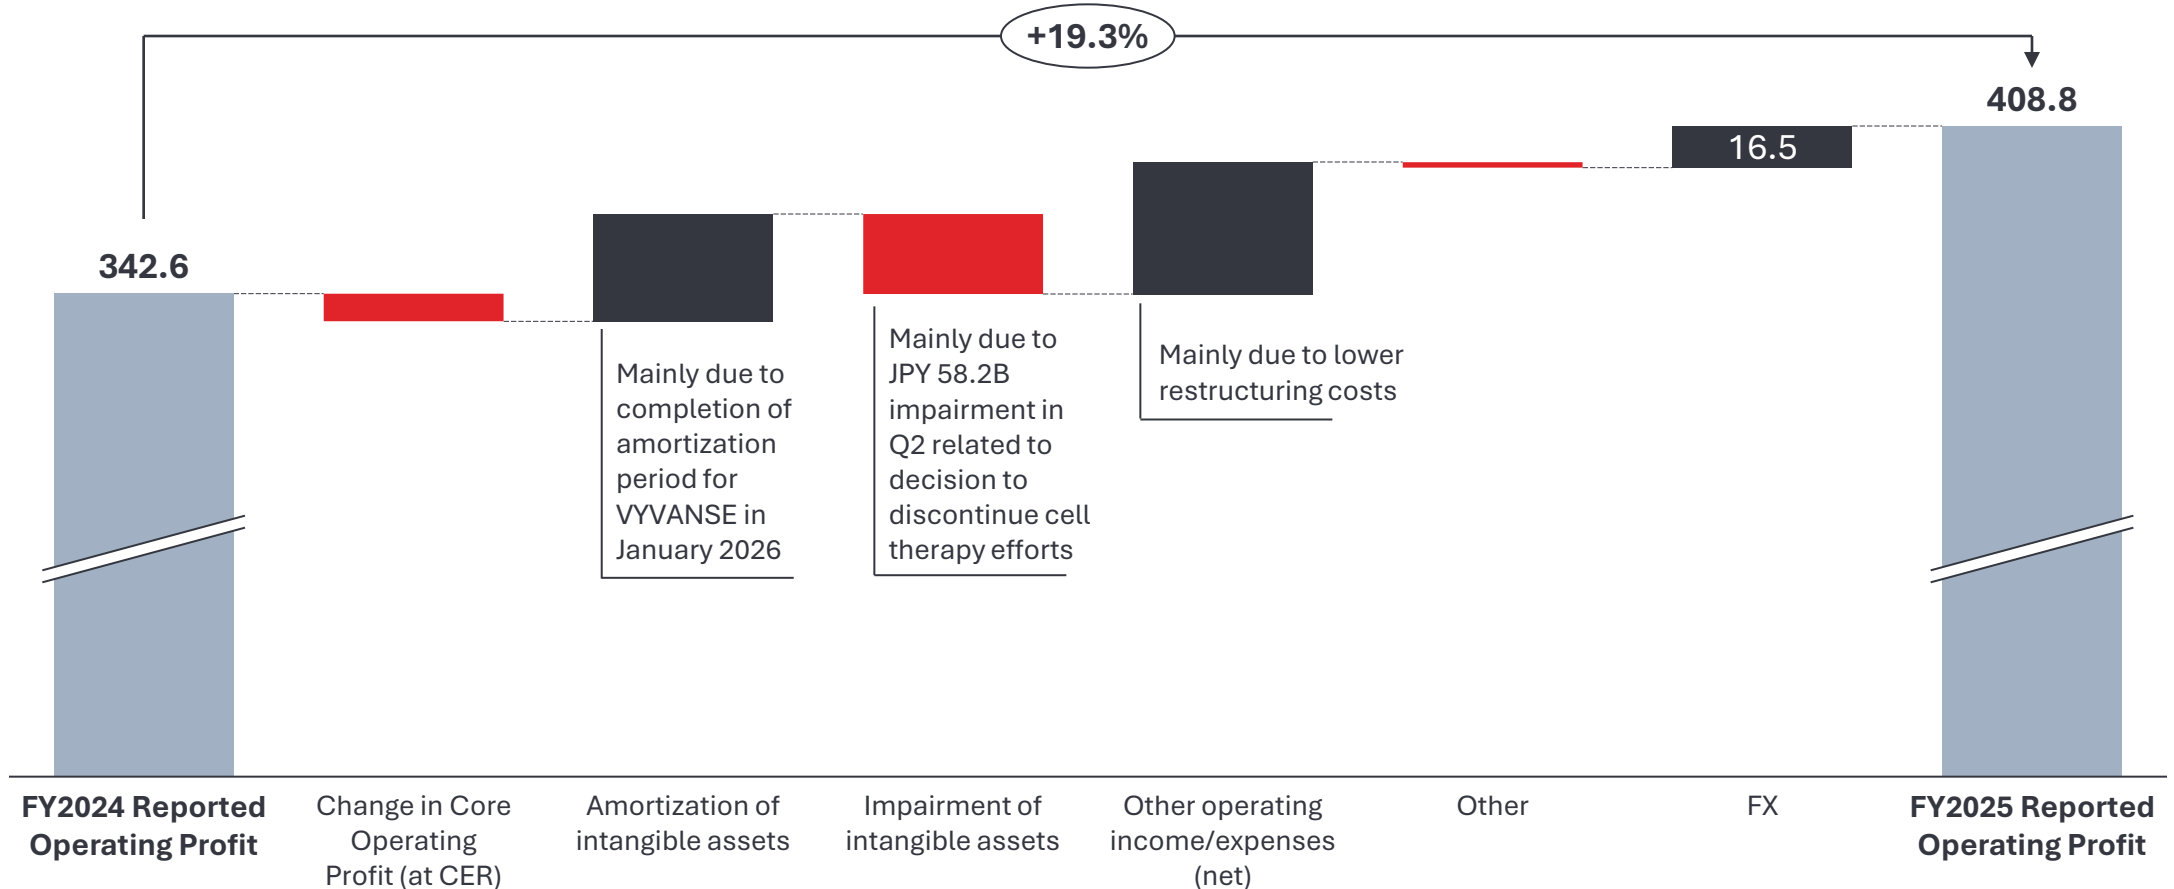 +19.3%
408.8
16.5
342.6
Mainly due to
completion of
amortization
period for
VYVANSE in
January 2026
Mainly due to
JPY 58.2B
impairment in
Q2 related to
decision to
discontinue cell
therapy efforts
Mainly due to lower
restructuring costs
FY2024 Reported
Operating Profit
Change in Core
Operating
Profit (at CER)
Amortization of
intangible assets
Impairment of
intangible assets
Other operating
income/expenses
(net)
Other
FX
FY2025 Reported
Operating Profit